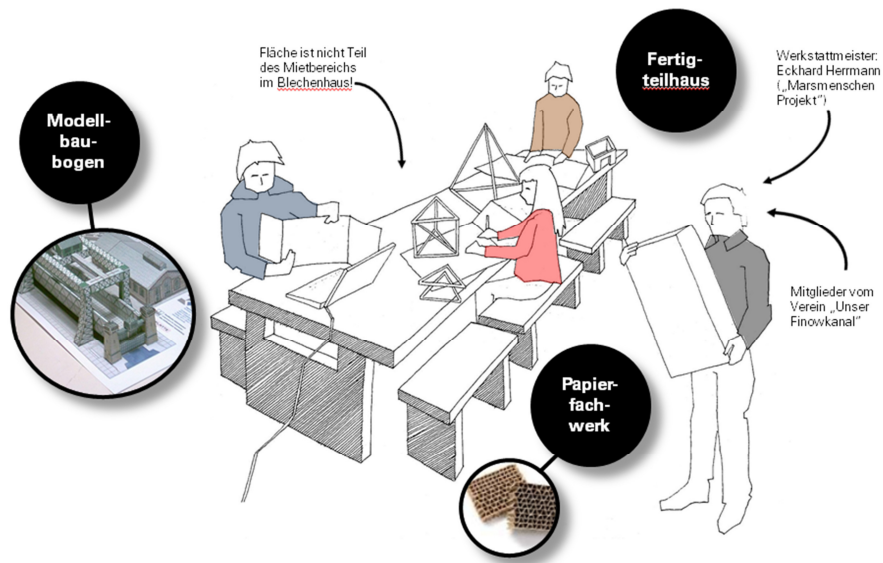 Fläche ist nicht Teil
des Mietbereichs
im Blechenhaus!
Fertig-
teilhaus
Werkstattmeister:
Eckhard Herrmann
(„Marsmenschen
Projekt")
Modell-
bau-
bogen
Mitglieder vom
Verein „Unser
Finowkanal"
Papier-
fach-
werk